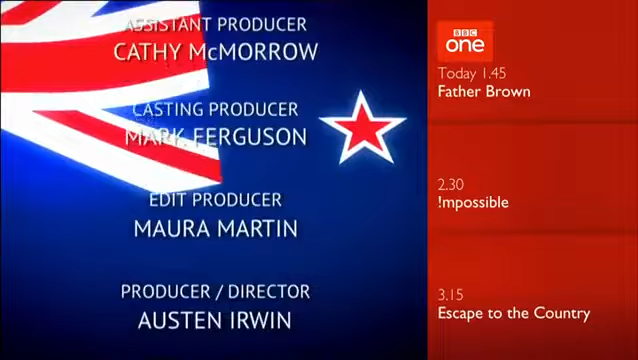 ASSISTANT PRODUCER
CATHY McMORROW
CASTING PRODUCER
MARK FERGUSON
EDIT PRODUCER
MAURA MARTIN
PRODUCER / DIRECTOR
AUSTEN IRWIN
BBC
one
Today 1.45
Father Brown
2.30
!mpossible
3.15
Escape to the Country